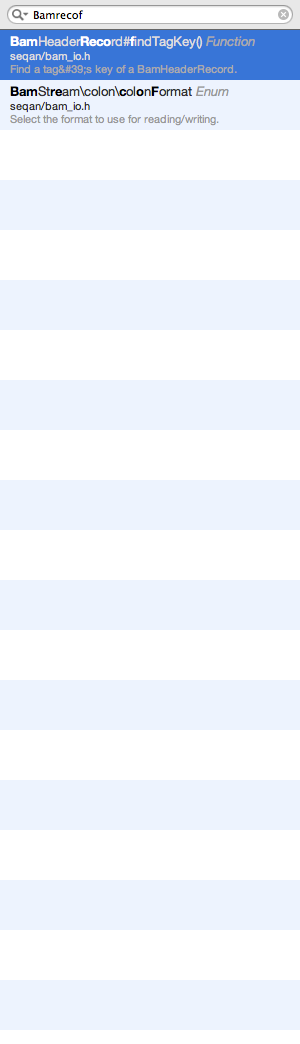 Bamrecof
BamHeaderRecord#findTagKey() Function
seqan/bam_io.h
Find a tag&#39;s key of a BamHeaderRecord.
BamStream\colon\colonFormat Enum
seqan/bam_io.h
Select the format to use for reading/writing.